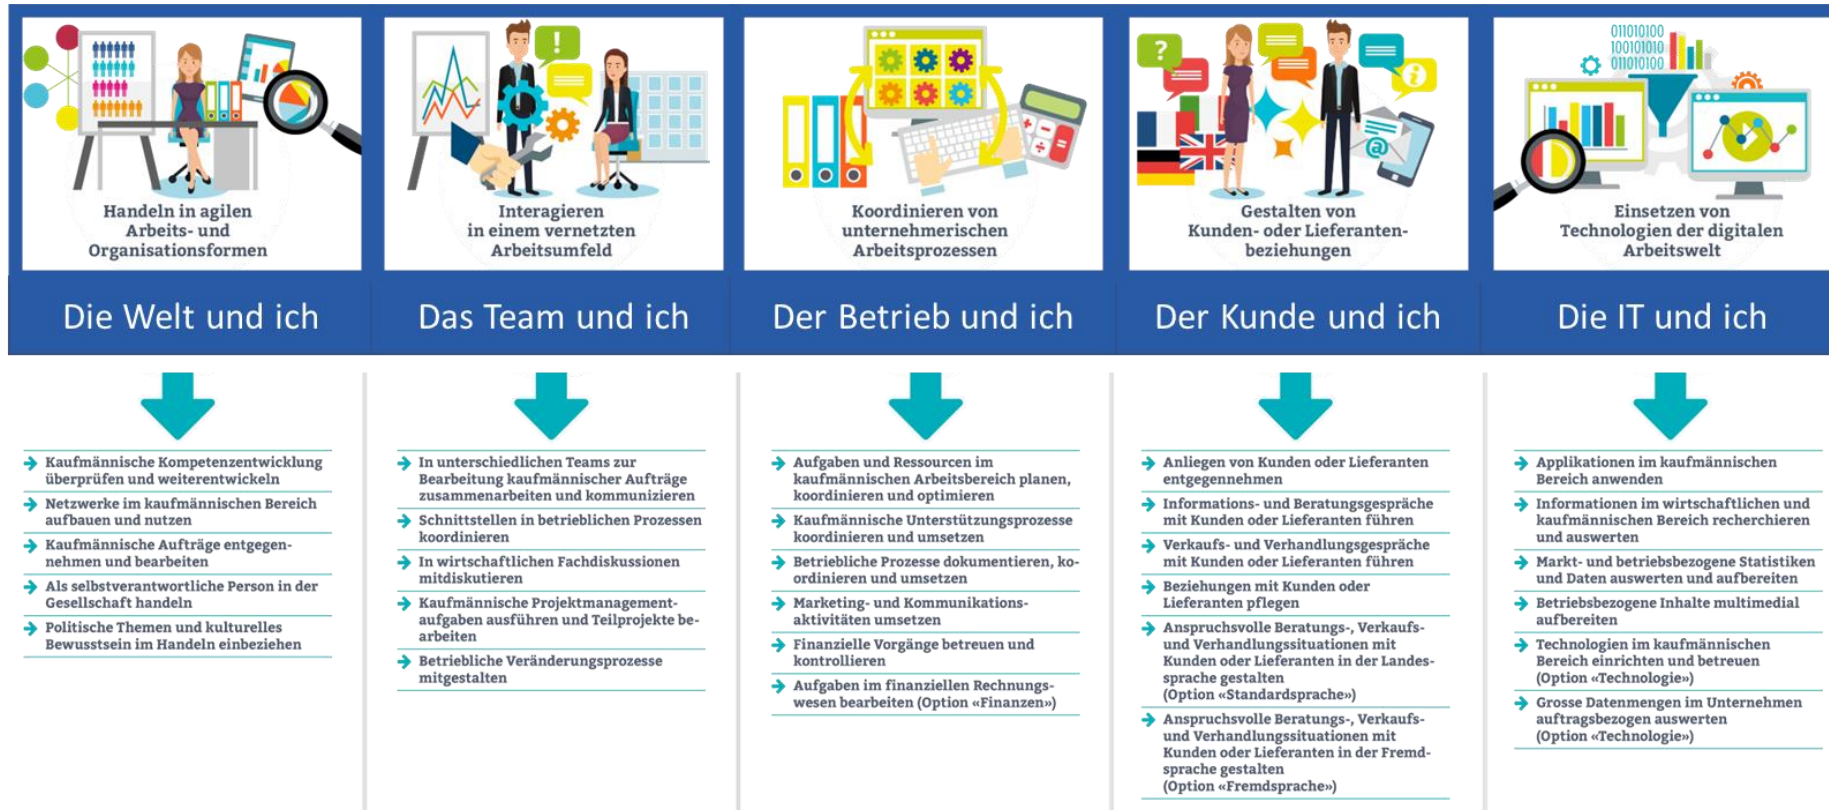 011010100
100101010
011010100
Handeln in agilen
Arbeits- und
Organisationsformen
Interagieren
in einem vernetzten
Arbeitsumfeld
Koordinieren von
unternehmerischen
Arbeitsprozessen
Gestalten von
Kunden- oder Lieferanten-
beziehungen
Einsetzen von
Technologien der digitalen
Arbeitswelt
Die Welt und ich
Das Team und ich
Der Betrieb und ich
Der Kunde und ich
Die IT und ich
Kaufmännische Kompetenzentwicklung
überprüfen und weiterentwickeln
Netzwerke im kaufmännischen Bereich
aufbauen und nutzen
Kaufmännische Aufträge entgegen-
nehmen und bearbeiten
Als selbstverantwortliche Person in der
Gesellschaft handeln
Politische Themen und kulturelles
Bewusstsein im Handeln einbeziehen
In unterschiedlichen Teams zur
Bearbeitung kaufmännischer Aufträge
zusammenarbeiten und kommunizieren
Schnittstellen in betrieblichen Prozessen
koordinieren
In wirtschaftlichen Fachdiskussionen
mitdiskutieren
Kaufmännische Projektmanagement-
aufgaben ausführen und Teilprojekte be-
arbeiten
Betriebliche Veränderungsprozesse
mitgestalten
Aufgaben und Ressourcen im
kaufmännischen Arbeitsbereich planen,
koordinieren und optimieren
Kaufmännische Unterstützungsprozesse
koordinieren und umsetzen
Betriebliche Prozesse dokumentieren, ko-
ordinieren und umsetzen
Marketing- und Kommunikations-
aktivitäten umsetzen
Finanzielle Vorgänge betreuen und
kontrollieren
Aufgaben im finanziellen Rechnungs-
wesen bearbeiten (Option «Finanzen»)
Anliegen von Kunden oder Lieferanten
entgegennehmen
Informations- und Beratungsgespräche
mit Kunden oder Lieferanten führen
Verkaufs- und Verhandlungsgespräche
mit Kunden oder Lieferanten führen
Beziehungen mit Kunden oder
Lieferanten pflegen
Anspruchsvolle Beratungs-, Verkaufs-
und Verhandlungssituationen mit
Kunden oder Lieferanten in der Landes-
sprache gestalten
(Option «Standardsprache»)
Anspruchsvolle Beratungs-, Verkaufs-
und Verhandlungssituationen mit
Kunden oder Lieferanten in der Fremd-
sprache gestalten
(Option «Fremdsprache»)
Applikationen im kaufmännischen
Bereich anwenden
Informationen im wirtschaftlichen und
kaufmännischen Bereich recherchieren
und auswerten
Markt- und betriebsbezogene Statistiken
und Daten auswerten und aufbereiten
Betriebsbezogene Inhalte multimedial
aufbereiten
Technologien im kaufmännischen
Bereich einrichten und betreuen
(Option «Technologie»)
Grosse Datenmengen im Unternehmen
auftragsbezogen auswerten
(Option «Technologie»)